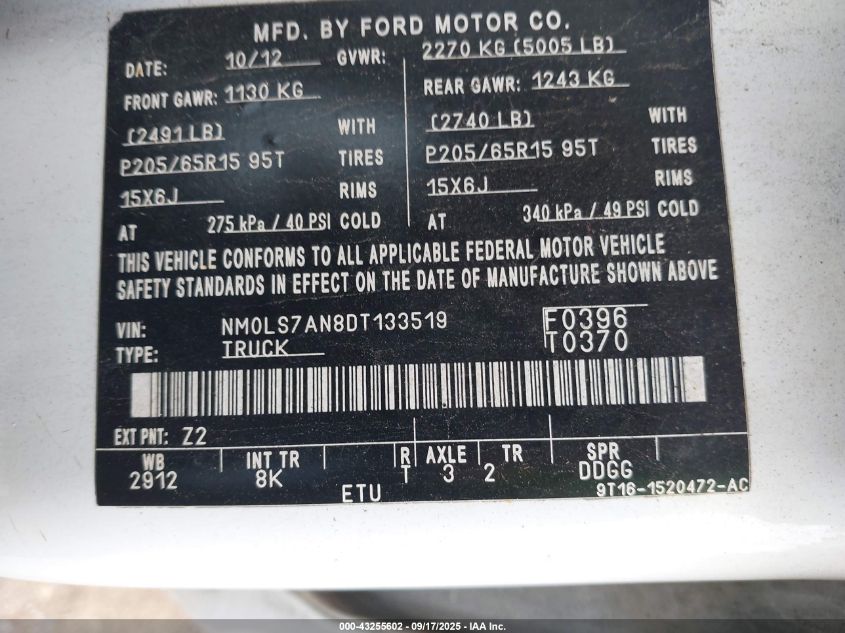 MFD. BY FORD MOTOR CO.
DATE: 10/12 GVWR: 2270 KG (5005 LB)
FRONT GAWR: 1130 KG REAR GAWR: 1243 KG
(2491 LB) WITH (2740 LB) WITH
P205/65R15 95T TIRES P205/65R15 95T TIRES
15X6J RIMS 15X6J RIMS
AT 275 kPa / 40 PSI COLD AT 340 kPa / 49 PSI COLD
THIS VEHICLE CONFORMS TO ALL APPLICABLE FEDERAL MOTOR VEHICLE
SAFETY STANDARDS IN EFFECT ON THE DATE OF MANUFACTURE SHOWN ABOVE
VIN: NM0LS7AN8DT133519 F0396
TYPE: TRUCK T0370
EXT PNT: Z2
WB INT TR R AXLE TR SPR
2912 8K T 3 2 DDGG
ETU 9T16-1520472-AC
000-43255602 - 09/17/2025 - IAA Inc.